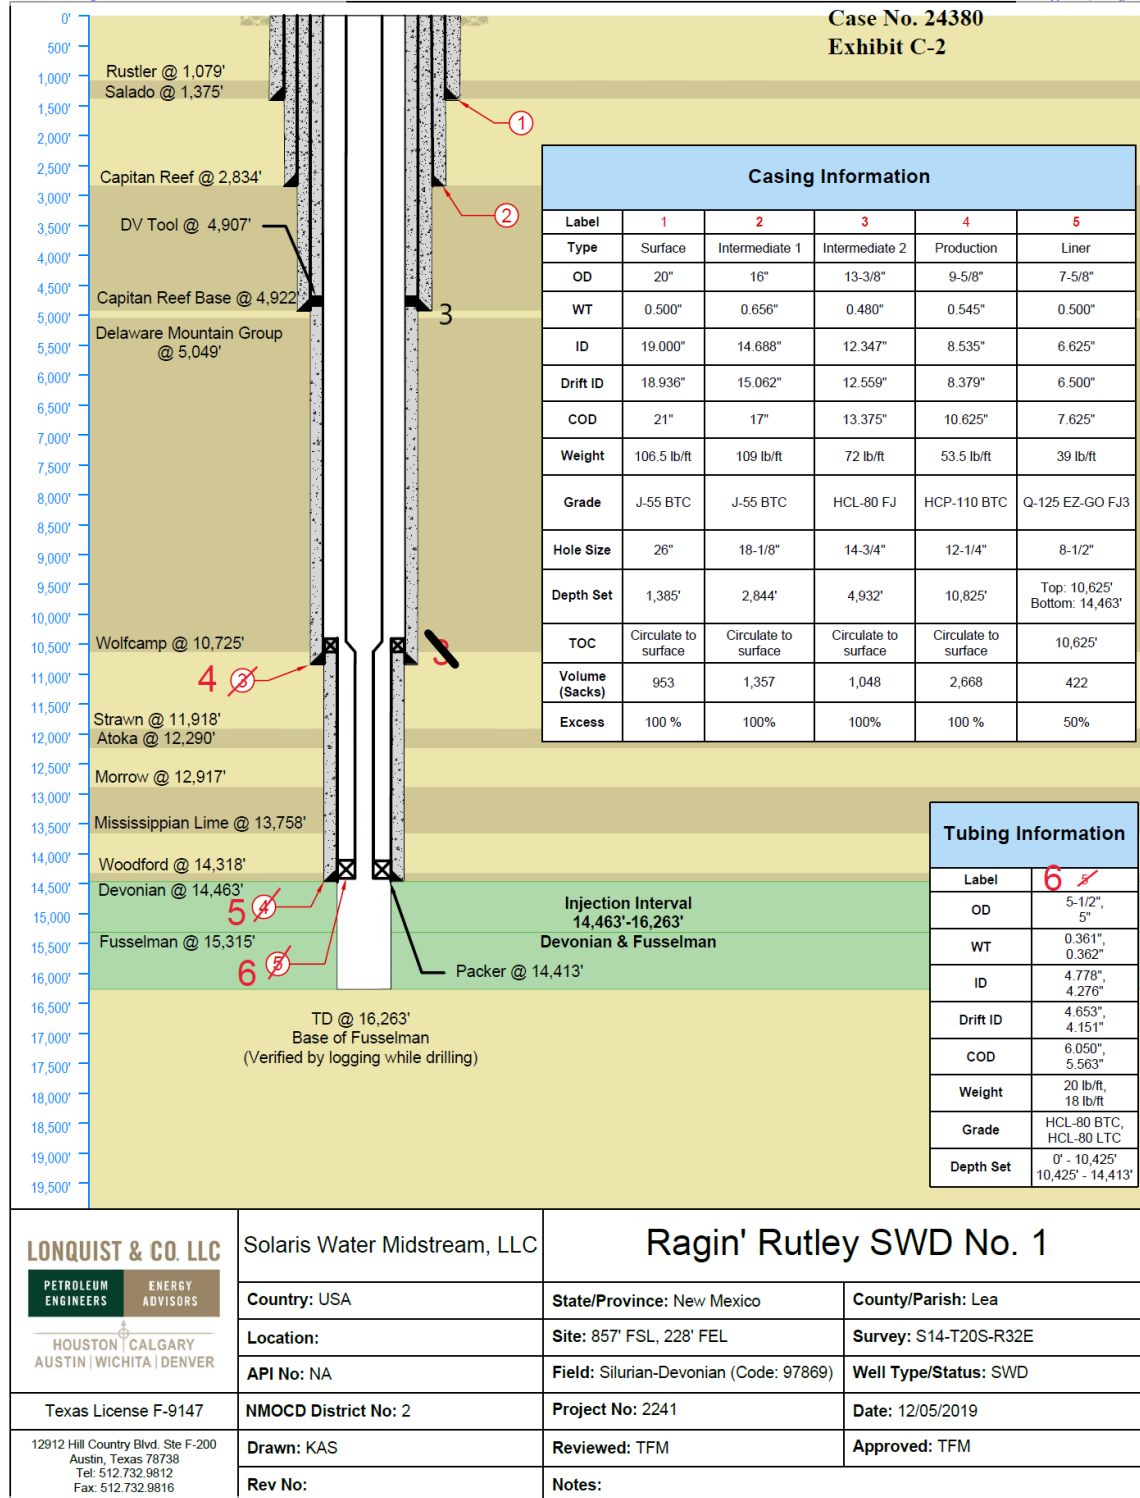 Case No. 24380
Exhibit C-2
0'
500'
1,000'
1,500'
2,000'
2,500'
3,000'
3,500'
4,000'
4,500'
5,000'
5,500'
6,000'
6,500'
7,000'
7,500'
8,000'
8,500'
9,000'
9,500'
10,000'
10,500'
11,000'
11,500'
12,000'
12,500'
13,000'
13,500'
14,000'
14,500'
15,000
15,500'
16,000'
16,500'
17,000'
17,500'
18,000'
18,500'
19,000'
19,500'
Rustler @ 1,079'
Salado @ 1,375'
1
Capitan Reef @ 2,834'
2
DV Tool @ 4,907'
Capitan Reef Base @ 4,922'
3
Delaware Mountain Group
@ 5,049'
Wolfcamp @ 10,725'
3
4 3
Strawn @ 11,918'
Atoka @ 12,290'
Morrow @ 12,917'
Mississippian Lime @ 13,758'
Woodford @ 14,318'
Devonian @ 14,463'
5 4
Fusselman @ 15,315'
6 5
Injection Interval
14,463'-16,263'
Devonian & Fusselman
Packer @ 14,413'
TD @ 16,263'
Base of Fusselman
(Verified by logging while drilling)
Casing Information
Label 1 2 3 4 5
Type Surface Intermediate 1 Intermediate 2 Production Liner
OD 20" 16" 13-3/8" 9-5/8" 7-5/8"
WT 0.500" 0.656" 0.480" 0.545" 0.500"
ID 19.000" 14.688" 12.347" 8.535" 6.625"
Drift ID 18.936" 15.062" 12.559" 8.379" 6.500"
COD 21" 17" 13.375" 10.625" 7.625"
Weight 106.5 lb/ft 109 lb/ft 72 lb/ft 53.5 lb/ft 39 lb/ft
Grade J-55 BTC J-55 BTC HCL-80 FJ HCP-110 BTC Q-125 EZ-GO FJ3
Hole Size 26" 18-1/8" 14-3/4" 12-1/4" 8-1/2"
Depth Set 1,385' 2,844' 4,932' 10,825' Top: 10,625'
Bottom: 14,463'
TOC Circulate to surface Circulate to surface Circulate to surface Circulate to surface 10,625'
Volume (Sacks) 953 1,357 1,048 2,668 422
Excess 100 % 100% 100% 100 % 50%
Tubing Information
Label 6 5
OD 5-1/2",
5"
WT 0.361",
0.362"
ID 4.778",
4.276"
Drift ID 4.653",
4.151"
COD 6.050",
5.563"
Weight 20 lb/ft,
18 lb/ft
Grade HCL-80 BTC,
HCL-80 LTC
Depth Set 0' - 10,425'
10,425' - 14,413'
LONQUIST & CO. LLC
PETROLEUM ENGINEERS
ENERGY ADVISORS
HOUSTON CALGARY
AUSTIN | WICHITA | DENVER
Texas License F-9147
12912 Hill Country Blvd. Ste F-200
Austin, Texas 78738
Tel: 512.732.9812
Fax: 512.732.9816
Solaris Water Midstream, LLC
Ragin' Rutley SWD No. 1
Country: USA
State/Province: New Mexico
County/Parish: Lea
Location:
Site: 857' FSL, 228' FEL
Survey: S14-T20S-R32E
API No: NA
Field: Silurian-Devonian (Code: 97869)
Well Type/Status: SWD
NMOCD District No: 2
Project No: 2241
Date: 12/05/2019
Drawn: KAS
Reviewed: TFM
Approved: TFM
Rev No:
Notes: